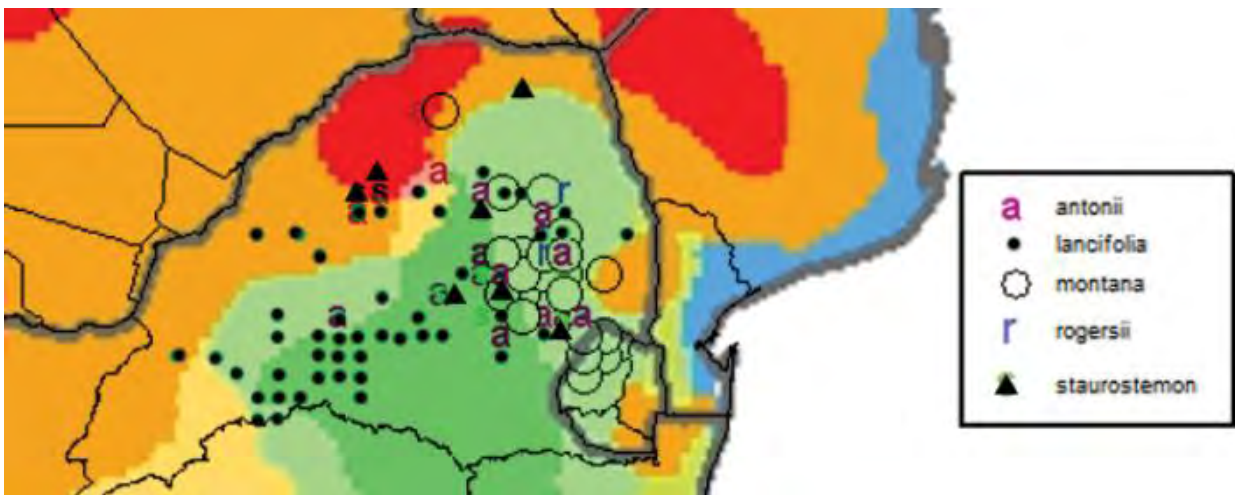 a
s a r
a a
a r a
a
a
a a a
a
a antonii
lancifolia
montana
r rogersii
staurostemon